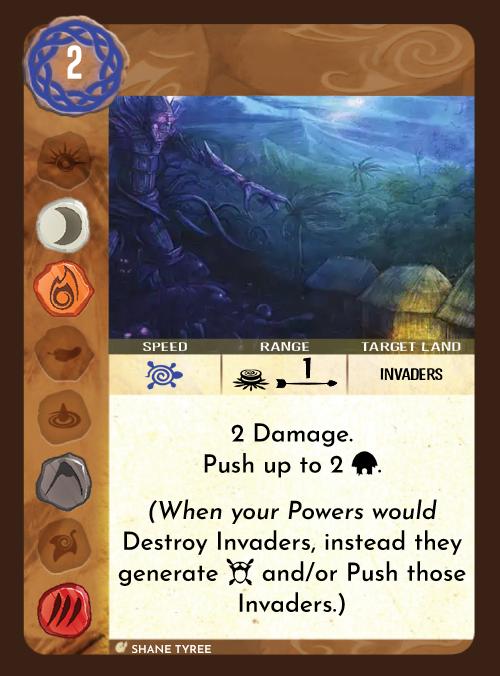 2
SPEED RANGE TARGET LAND
1 INVADERS
2 Damage.
Push up to 2 .
(When your Powers would
Destroy Invaders, instead they
generate and/or Push those
Invaders.)
SHANE TYREE